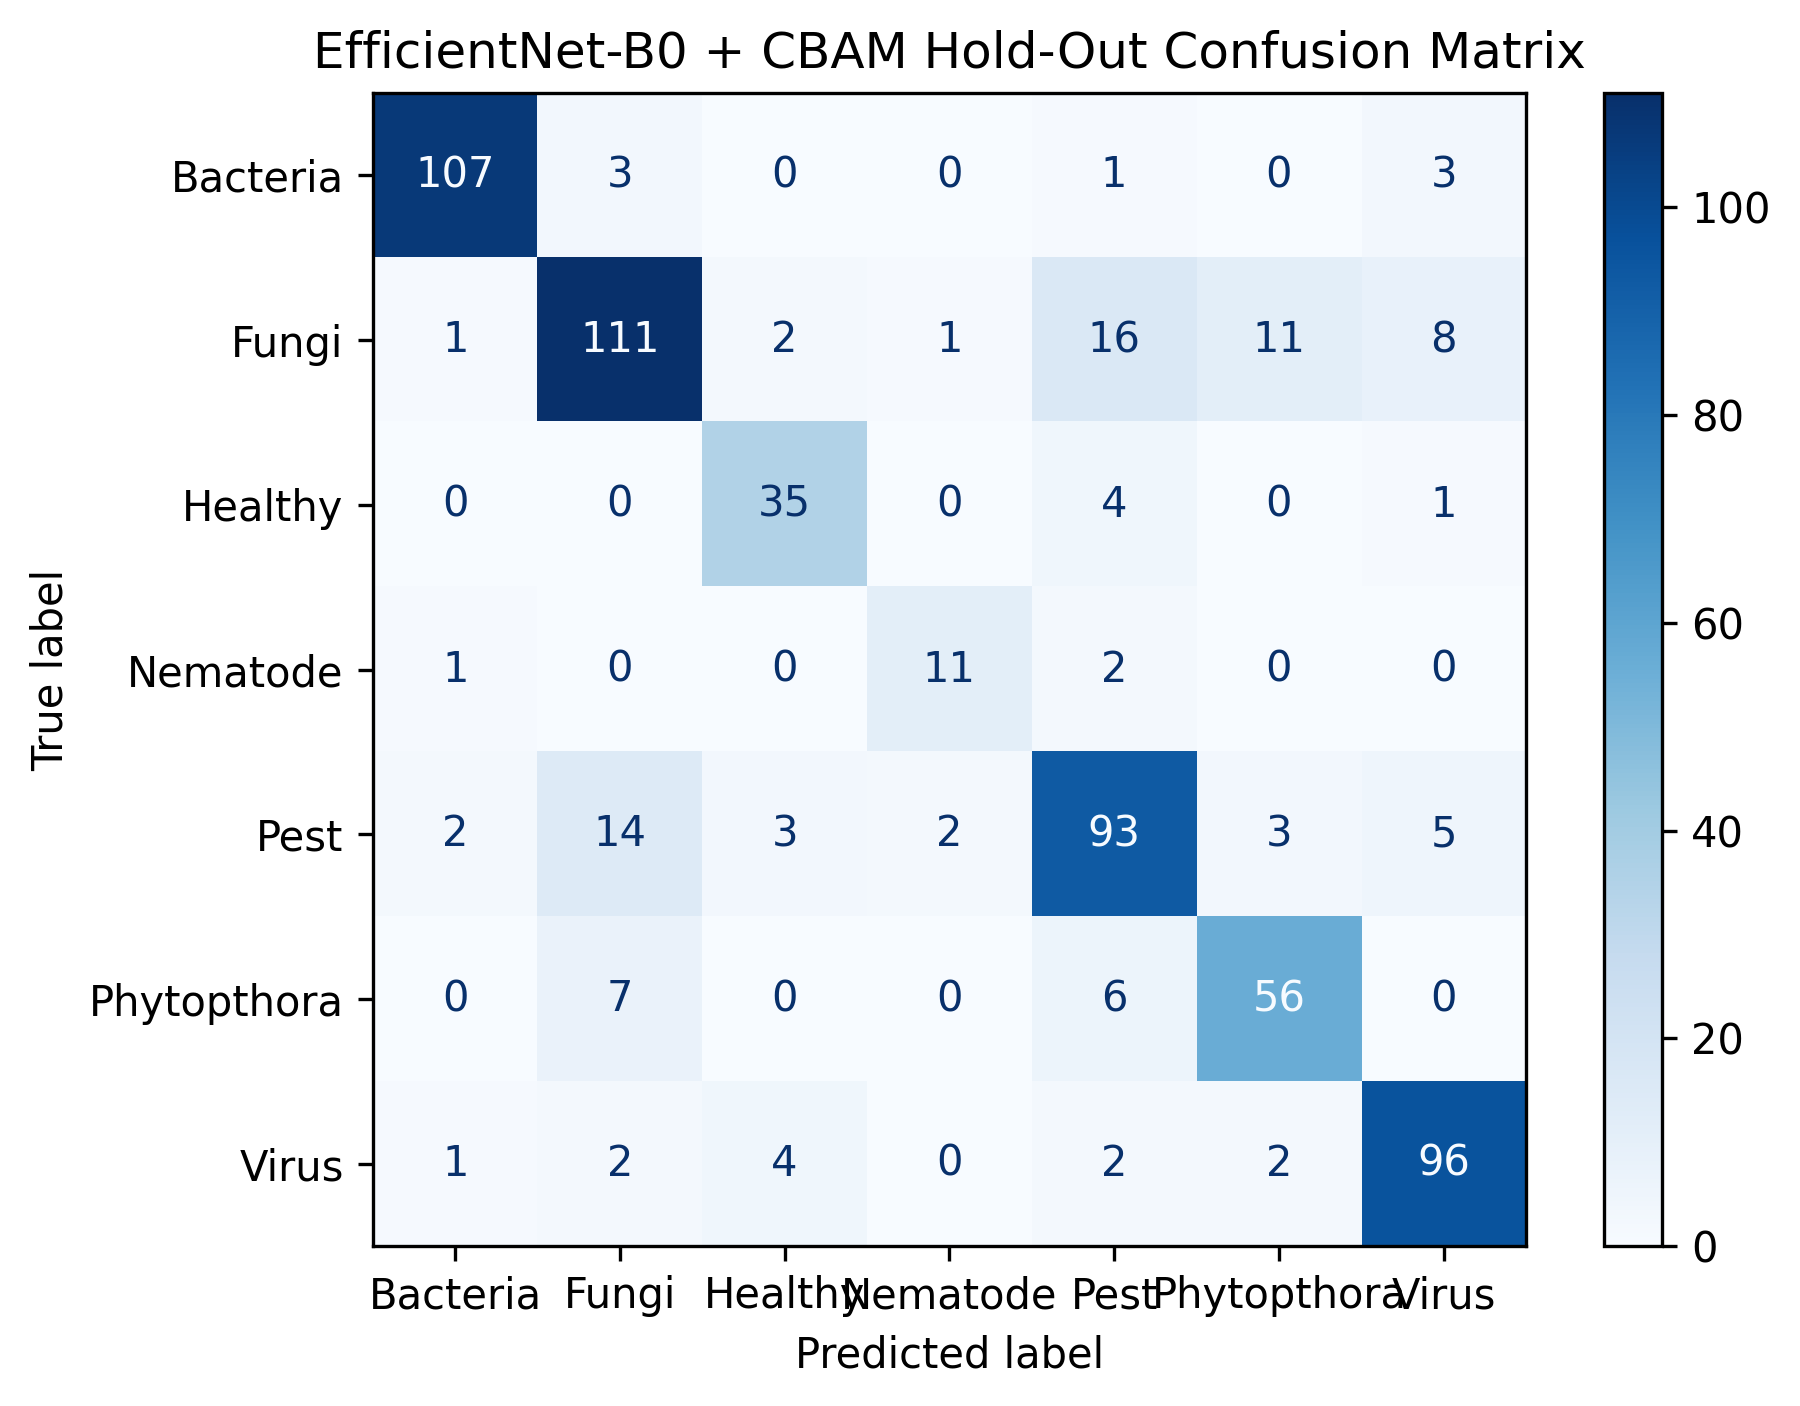 EfficientNet-B0 + CBAM Hold-Out Confusion Matrix
Bacteria 107 3 0 0 1 0 3
Fungi 1 111 2 1 16 11 8
Healthy 0 0 35 0 4 0 1
Nematode 1 0 0 11 2 0 0
Pest 2 14 3 2 93 3 5
Phytopthora 0 7 0 0 6 56 0
Virus 1 2 4 0 2 2 96
Bacteria Fungi Healthy Nematode Pest Phytopthora Virus
Predicted label
True label
100
80
60
40
20
0